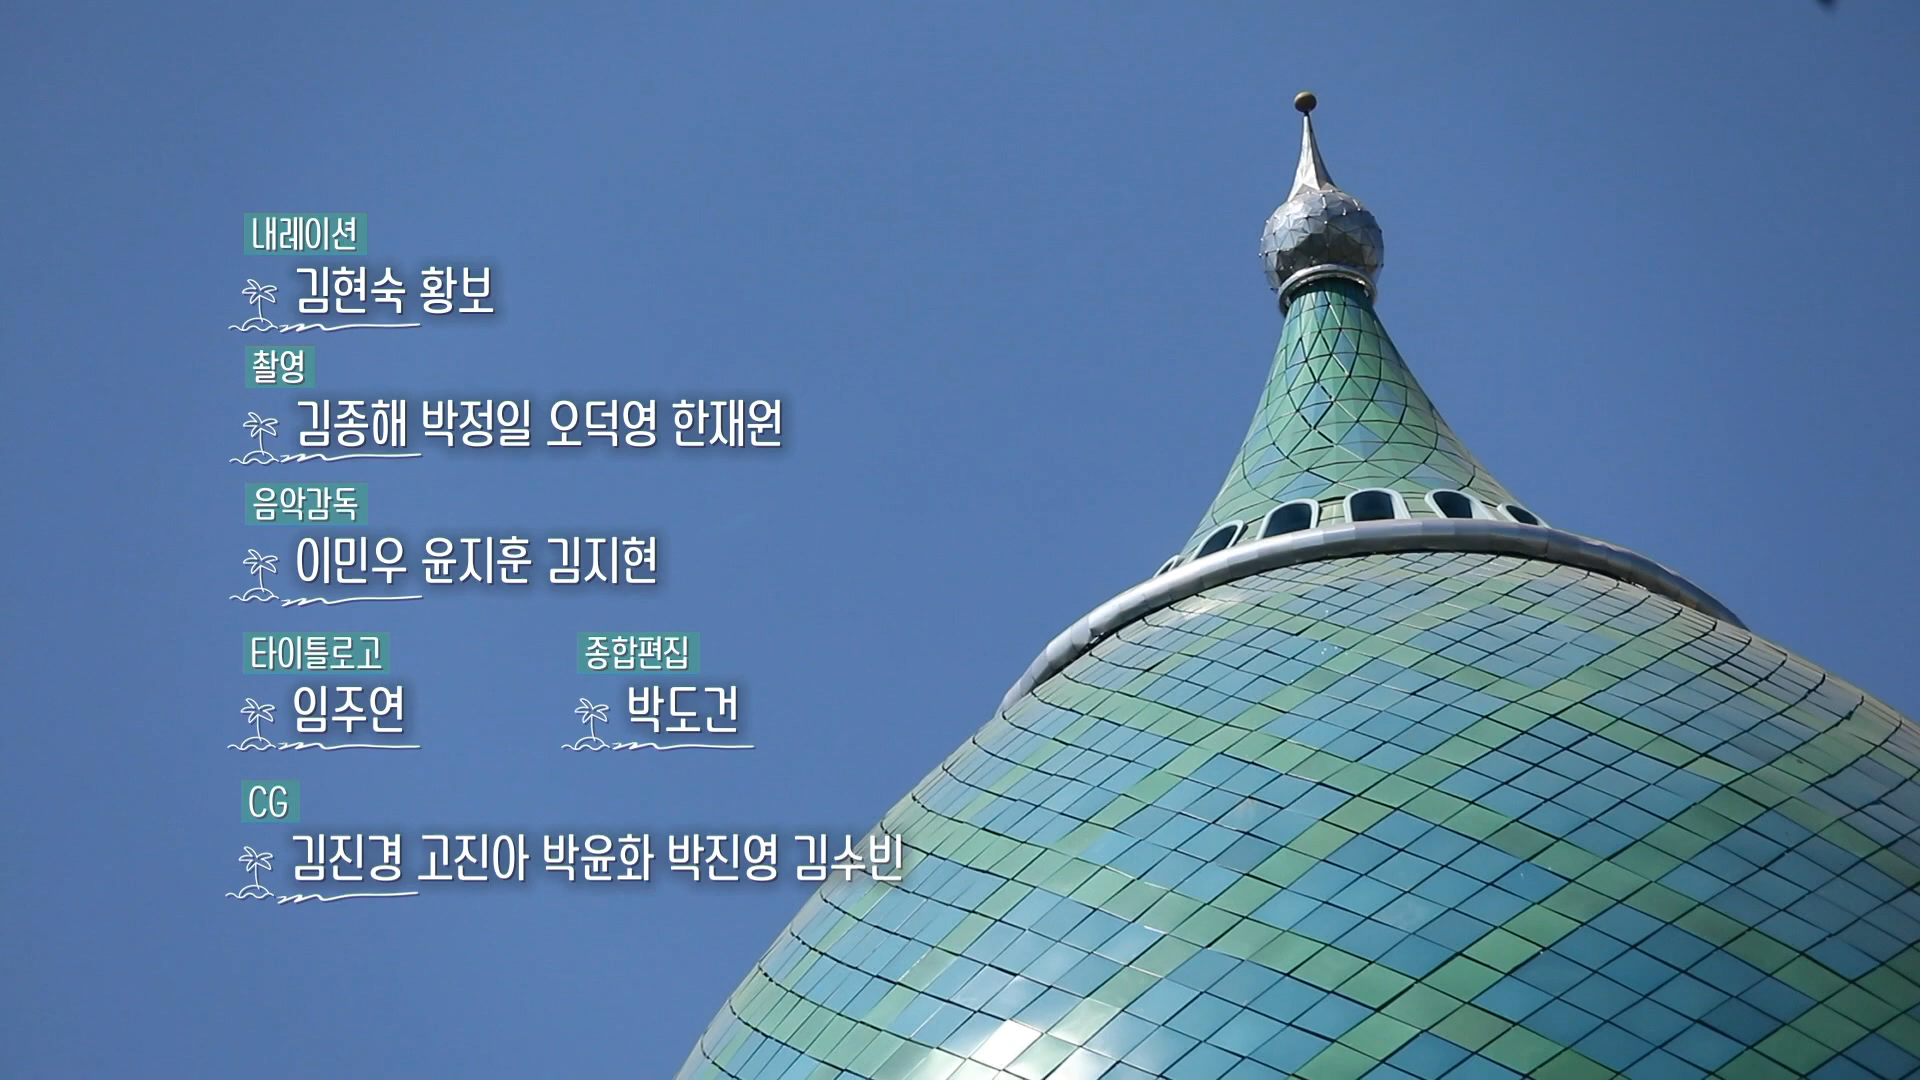 내레이션
김현숙 황보
촬영
김종해 박정일 오덕영 한재원
음악감독
이민우 윤지훈 김지현
타이틀로고 종합편집
임주연 박도건
CG
김진경 고진아 박윤화 박진영 김수빈